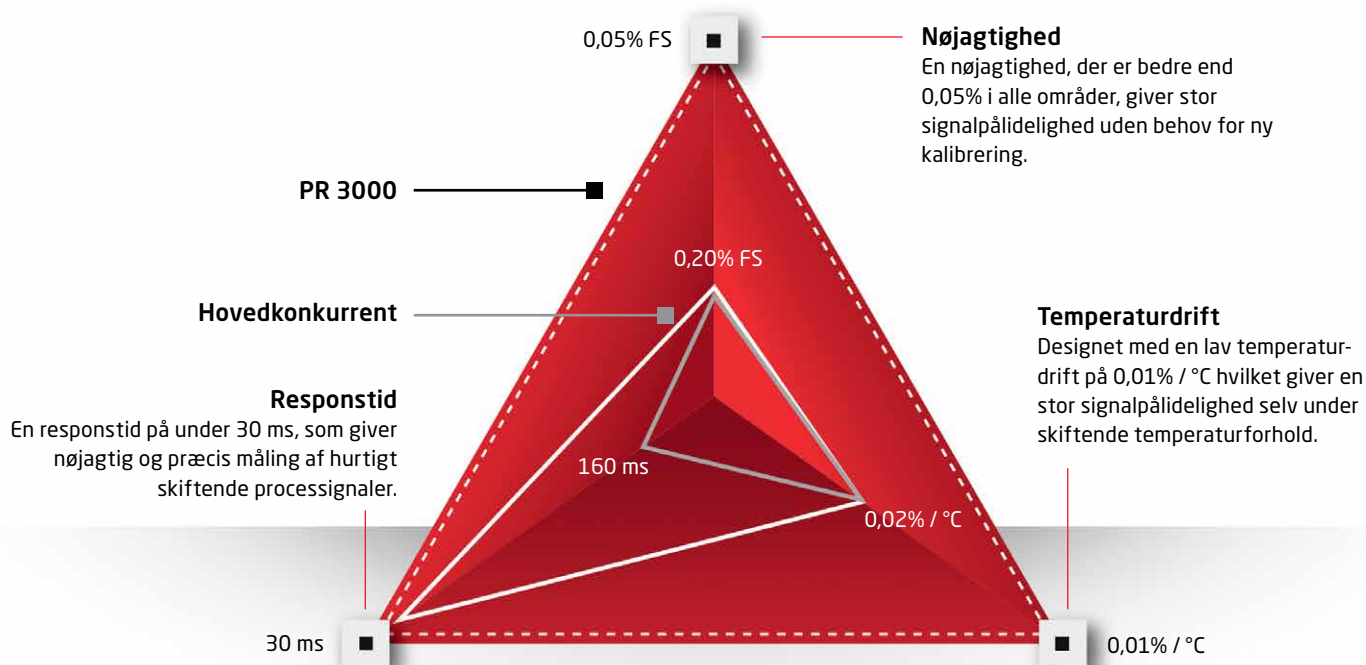 0,05% FS
Nøjagtighed
En nøjagtighed, der er bedre end
0,05% i alle områder, giver stor
signalpålidelighed uden behov for ny
kalibrering.
PR 3000
0,20% FS
Hovedkonkurrent
Temperaturdrift
Designet med en lav temperatur-
drift på 0,01% / °C hvilket giver en
stor signalpålidelighed selv under
skiftende temperaturforhold.
Responstid
En responstid på under 30 ms, som giver
nøjagtig og præcis måling af hurtigt
skiftende processignaler.
160 ms
0,02% / °C
30 ms
0,01% / °C